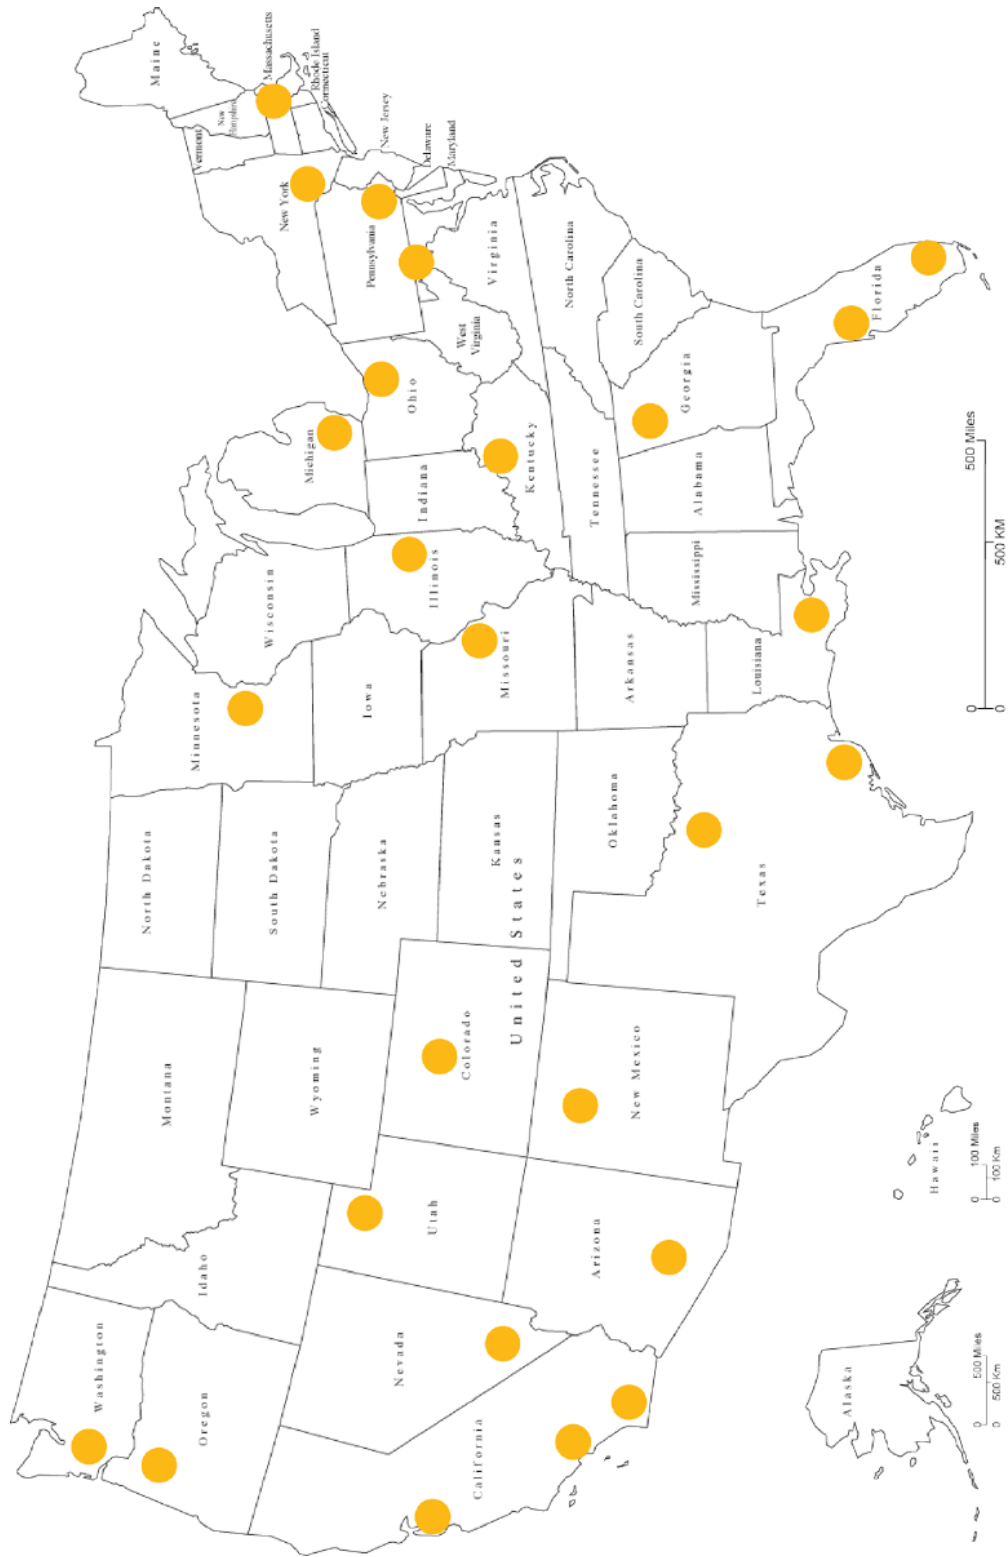 Washington
Oregon
California
Nevada
Idaho
Montana
Wyoming
Utah
Arizona
Colorado
New Mexico
North Dakota
South Dakota
Nebraska
Kansas
United States
Oklahoma
Texas
Minnesota
Iowa
Missouri
Arkansas
Louisiana
Wisconsin
Illinois
Mississippi
Michigan
Indiana
Kentucky
Tennessee
Alabama
Ohio
West
Virginia
Georgia
Florida
South Carolina
North Carolina
Virginia
Pennsylvania
New York
Vermont
New
Hampshire
Maine
Massachusetts
Rhode Island
Connecticut
New Jersey
Delaware
Maryland
Alaska
0 500 Miles
0 500 Km
Hawaii
0 100 Miles
0 100 Km
0 500 Miles
0 500 KM